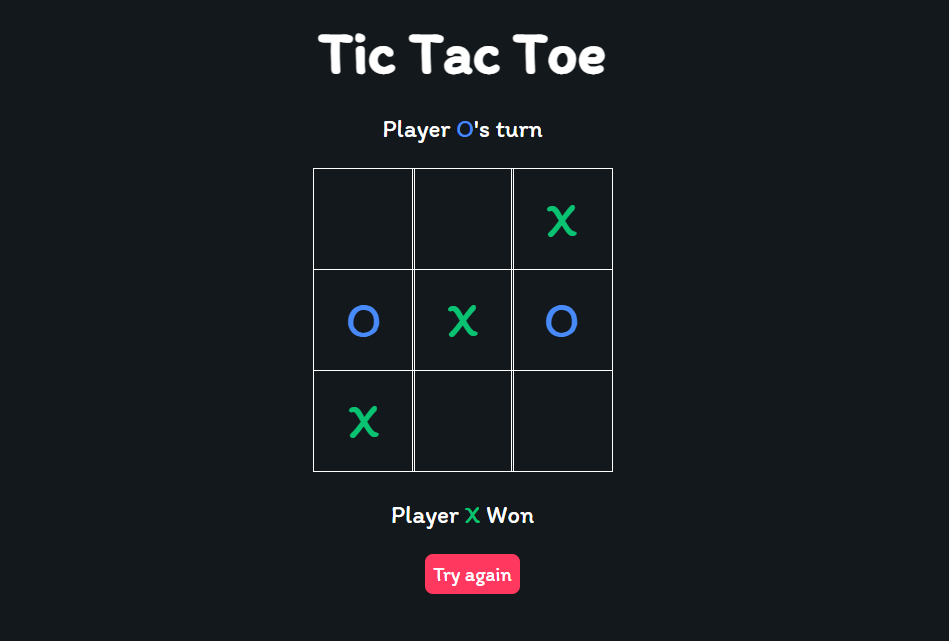 Tic Tac Toe
Player O's turn
X
O X O
X
Player X Won
Try again